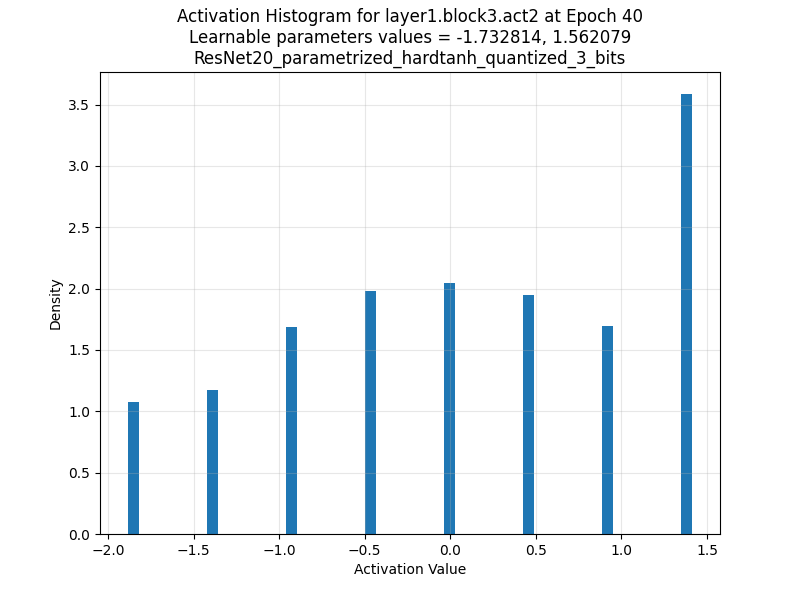 Activation Histogram for layer1.block3.act2 at Epoch 40
Learnable parameters values = -1.732814, 1.562079
ResNet20_parametrized_hardtanh_quantized_3_bits
3.5
3.0
2.5
2.0
1.5
1.0
0.5
0.0
Density
−2.0 −1.5 −1.0 −0.5 0.0 0.5 1.0 1.5
Activation Value